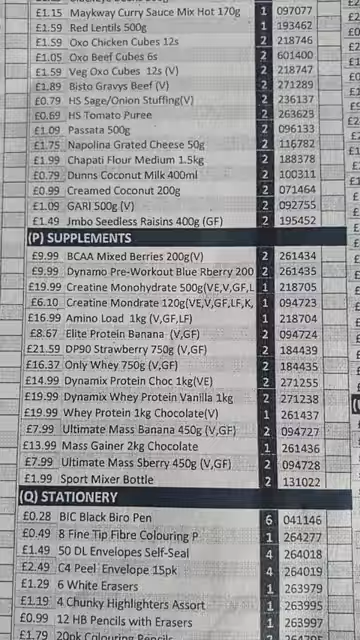 £1.15 Maykway Curry Sauce Mix Hot 170g 1 097077
£1.59 Red Lentils 500g 1 193462
£1.59 Oxo Chicken Cubes 12s 2 218746
£1.05 Oxo Beef Cubes 6s 2 601400
£1.59 Veg Oxo Cubes 12s (V) 2 218747
£1.89 Bisto Gravys Beef (V) 2 271289
£0.79 HS Sage/Onion Stuffing(V) 2 236137
£0.69 HS Tomato Puree 2 263623
£1.09 Passata 500g 2 096133
£1.75 Napolina Grated Cheese 50g 2 116782
£1.99 Chapati Flour Medium 1.5kg 2 188378
£0.79 Dunns Coconut Milk 400ml 2 100311
£0.99 Creamed Coconut 200g 2 071464
£1.09 GARI 500g (V) 2 092755
£1.49 Jmbo Seedless Raisins 400g (GF) 2 195452
(P) SUPPLEMENTS
£9.99 BCAA Mixed Berries 200g(V) 2 261434
£9.99 Dynamo Pre-Workout Blue Rberry 200 2 261435
£19.99 Creatine Monohydrate 500g(VE,V,GF,L 1 218705
£6.10 Creatine Mondrate 120g(VE,V,GF,LF,K, 1 094723
£16.99 Amino Load 1kg (V,GF,LF) 1 218704
£8.67 Elite Protein Banana (V,GF) 2 094724
£21.59 DP90 Strawberry 750g (V,GF) 2 184439
£16.37 Only Whey 750g (V,GF) 2 184435
£14.99 Dynamix Protein Choc 1kg(VE) 2 271255
£19.99 Dynamix Whey Protein Vanilla 1kg 2 271238
£19.99 Whey Protein 1kg Chocolate(V) 1 261437
£7.99 Ultimate Mass Banana 450g (V,GF) 2 094727
£13.99 Mass Gainer 2kg Chocolate 1 261436
£7.99 Ultimate Mass Sberry 450g (V,GF) 2 094728
£1.99 Sport Mixer Bottle 2 131022
(Q) STATIONERY
£0.28 BIC Black Biro Pen 6 041146
£0.49 8 Fine Tip Fibre Colouring P 1 264277
£1.49 50 DL Envelopes Self-Seal 4 264018
£2.49 C4 Peel Envelope 15pk 4 264019
£1.29 6 White Erasers 1 263979
£1.19 4 Chunky Highlighters Assort 1 263995
£0.99 12 HB Pencils with Erasers 1 263997
£1.79 20pk Colouring Pencils